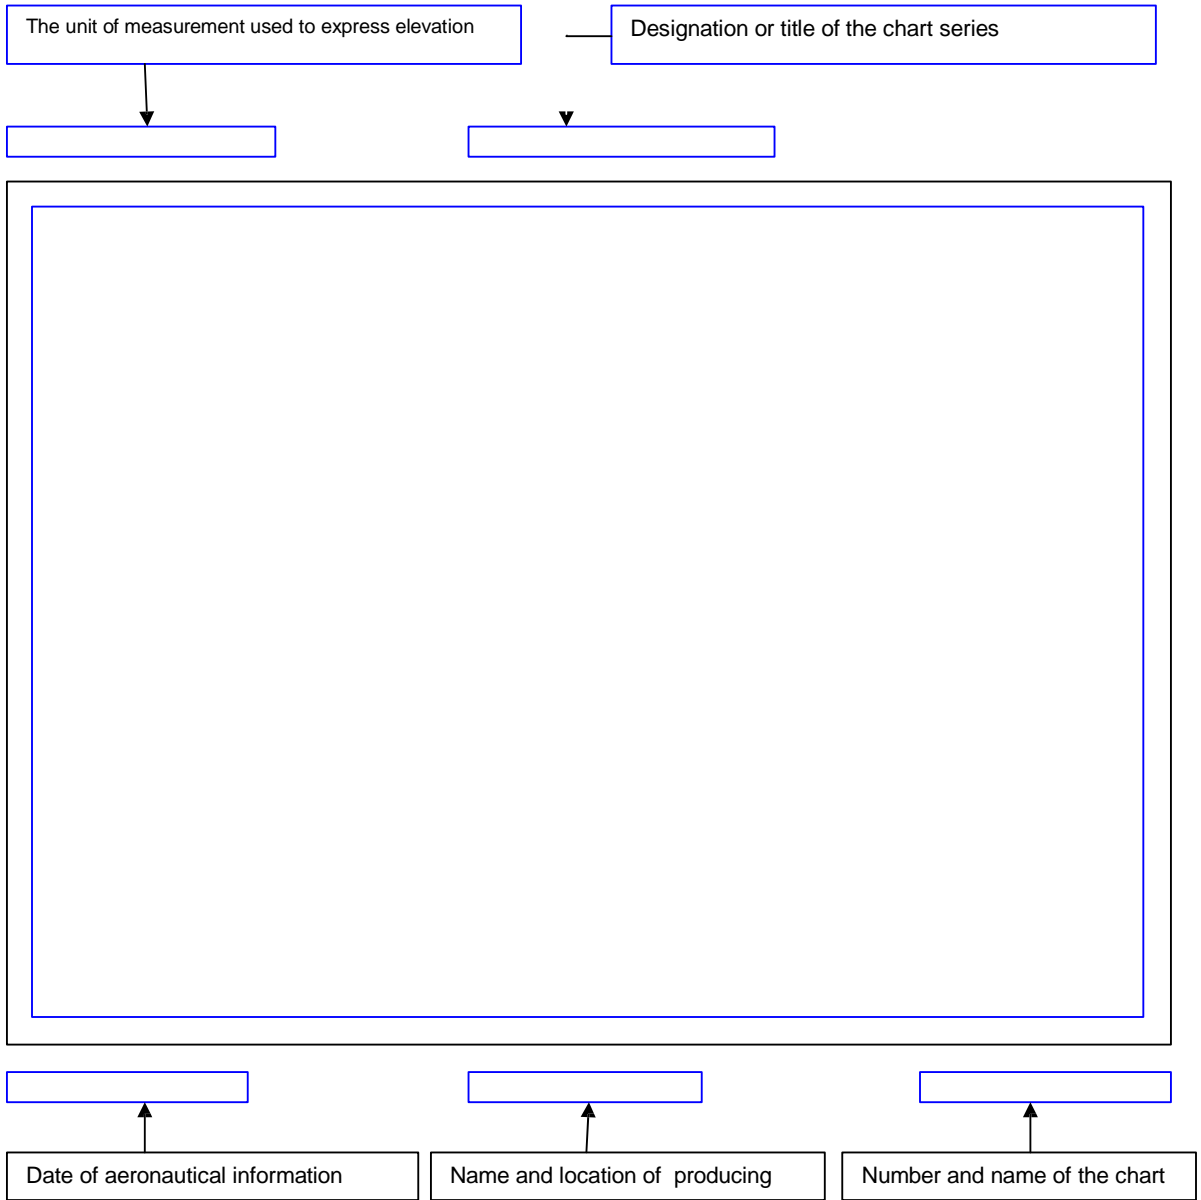 The unit of measurement used to express elevation
Designation or title of the chart series
Date of aeronautical information
Name and location of producing
Number and name of the chart